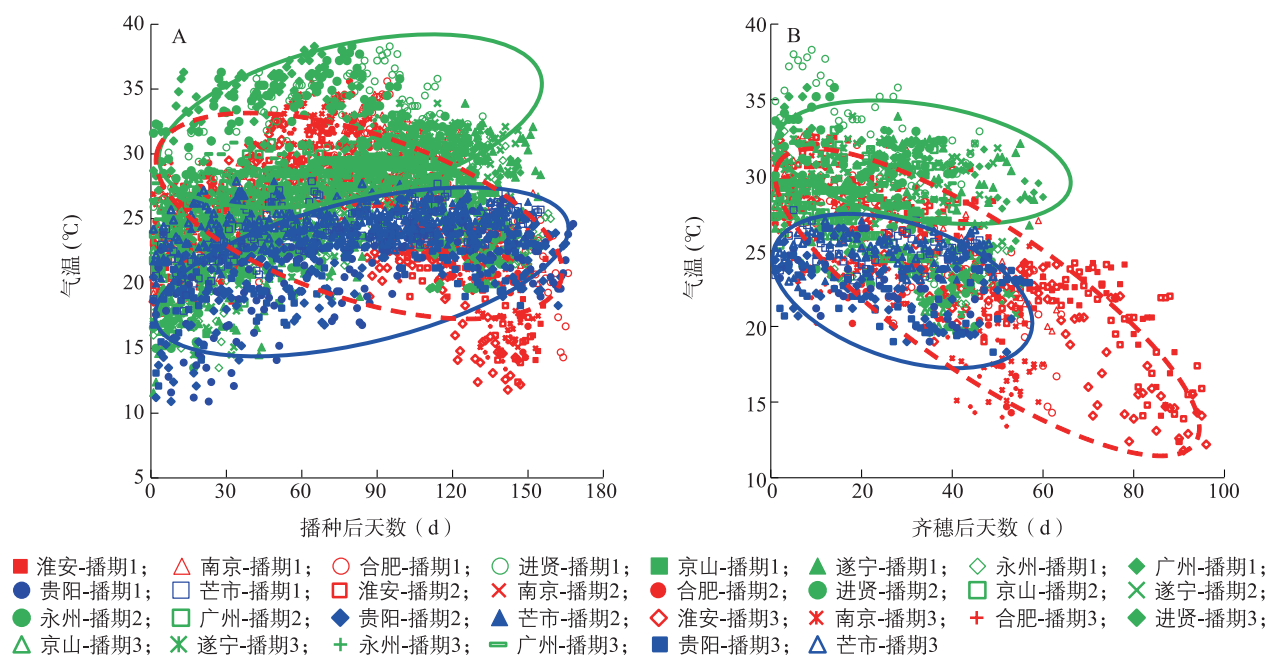 A
B
40
35
30
25
20
15
10
5
气温(℃)
0 30 60 90 120 150 180
播种后天数(d)
40
35
30
25
20
15
10
气温(℃)
0 20 40 60 80 100
齐穗后天数(d)
淮安-播期1; 南京-播期1; 合肥-播期1; 进贤-播期1; 京山-播期1; 遂宁-播期1; 永州-播期1; 广州-播期1;
贵阳-播期1; 芒市-播期1; 淮安-播期2; 南京-播期2; 合肥-播期2; 进贤-播期2; 京山-播期2; 遂宁-播期2;
永州-播期2; 广州-播期2; 贵阳-播期2; 芒市-播期2; 淮安-播期3; 南京-播期3; 合肥-播期3; 进贤-播期3;
京山-播期3; 遂宁-播期3; 永州-播期3; 广州-播期3; 贵阳-播期3; 芒市-播期3